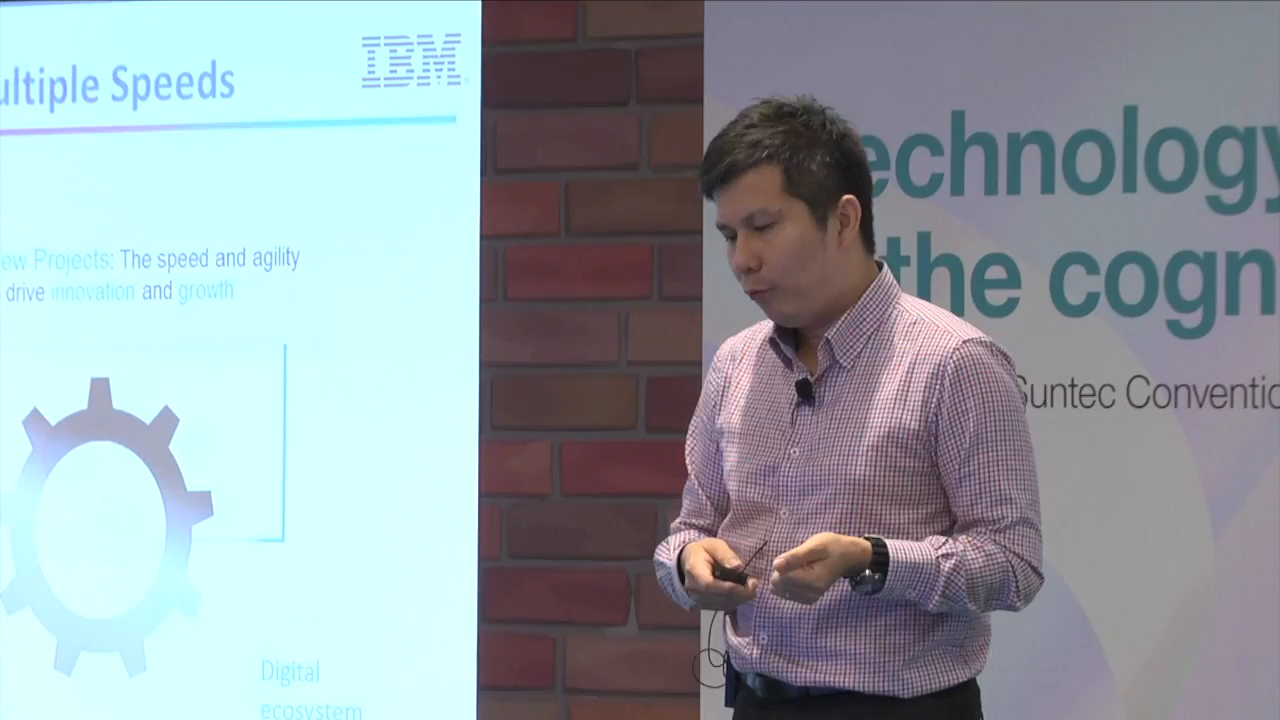 ultiple Speeds
IBM
ew Projects: The speed and agility
drive innovation and growth
Digital
ecosystem
echnology
the cogn
Suntec Conventio